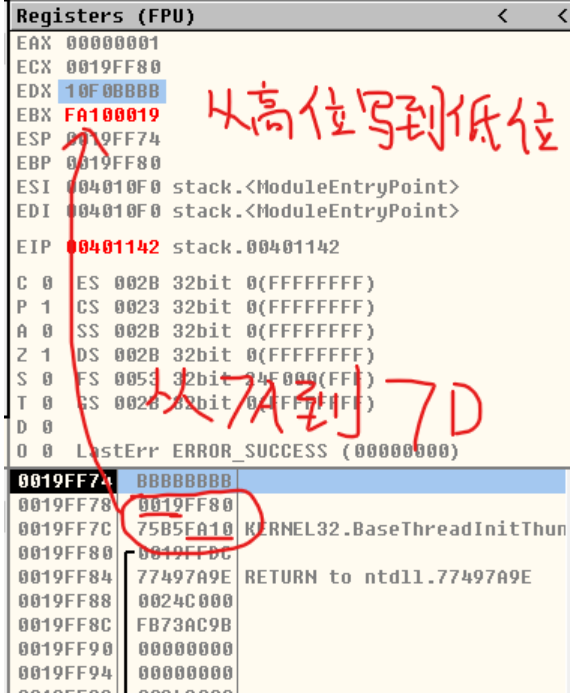 Registers (FPU) < <
EAX 00000001
ECX 0019FF80
EDX 10F0BBBB
EBX FA100019
从高位写到低位
ESP 0019FF74
EBP 0019FF80
ESI 004010F0 stack.<ModuleEntryPoint>
EDI 004010F0 stack.<ModuleEntryPoint>
EIP 00401142 stack.00401142
C 0 ES 002B 32bit 0(FFFFFFFF)
P 1 CS 0023 32bit 0(FFFFFFFF)
A 0 SS 002B 32bit 0(FFFFFFFF)
Z 1 DS 002B 32bit 0(FFFFFFFF)
S 0 FS 0053 32bit 24F000(FFF)
T 0 GS 002B 32bit 0(FFFFFFFF)
从7A到7D
D 0
O 0 LastErr ERROR_SUCCESS (00000000)
0019FF74 BBBBBBBB
0019FF78 0019FF80
0019FF7C 75B5FA10 KERNEL32.BaseThreadInitThun
0019FF80 0019FFDC
0019FF84 77497A9E RETURN to ntdll.77497A9E
0019FF88 0024C000
0019FF8C FB73AC9B
0019FF90 00000000
0019FF94 00000000